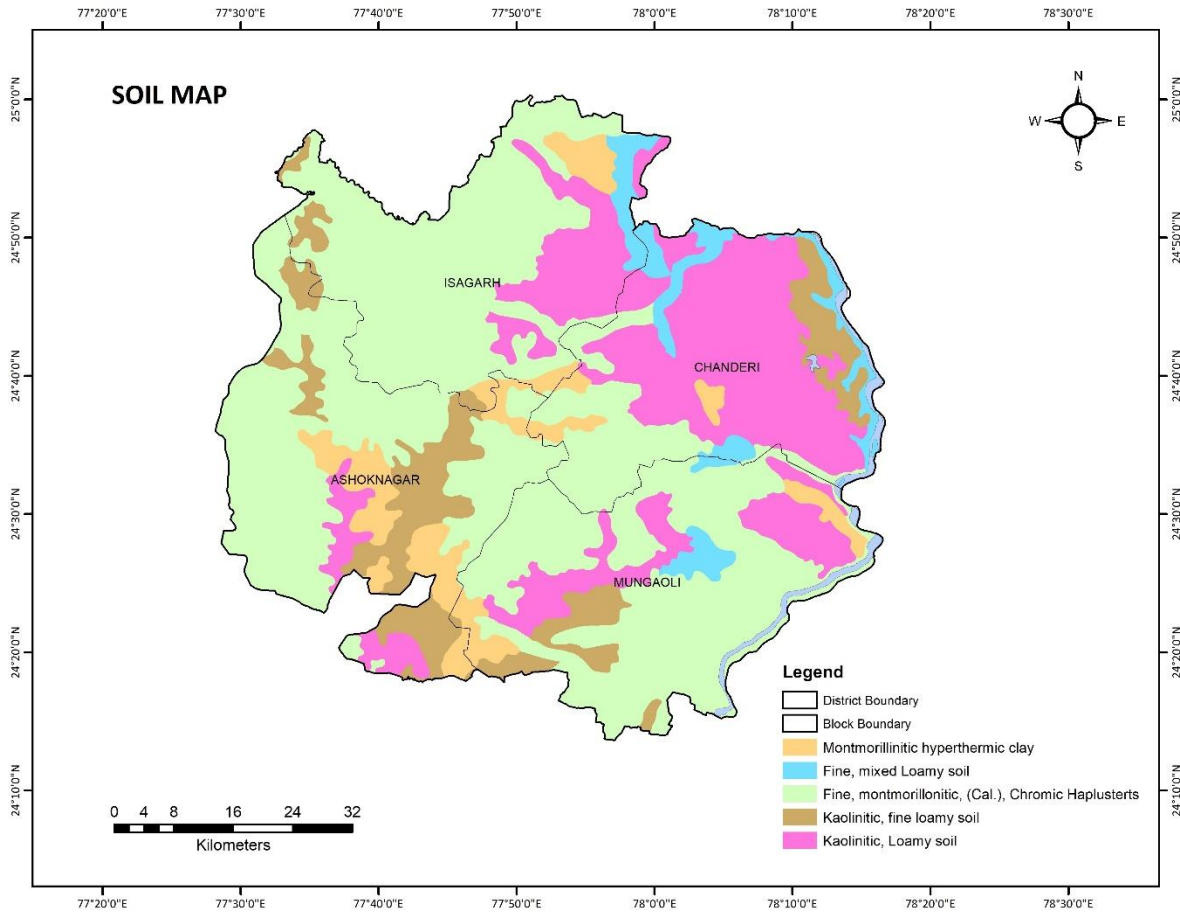 77°20'0"E 77°30'0"E 77°40'0"E 77°50'0"E 78°0'0"E 78°10'0"E 78°20'0"E 78°30'0"E
SOIL MAP
N
W E
S
25°0'0"N 25°0'0"N
24°50'0"N 24°50'0"N
ISAGARH
24°40'0"N 24°40'0"N
CHANDERI
ASHOKNAGAR
24°30'0"N 24°30'0"N
MUNGAOLI
24°20'0"N 24°20'0"N
Legend
District Boundary
Block Boundary
Montmorillinitic hyperthermic clay
Fine, mixed Loamy soil
Fine, montmorillonitic, (Cal.), Chromic Haplusterts
Kaolinitic, fine loamy soil
Kaolinitic, Loamy soil
24°10'0"N 24°10'0"N
0 4 8 16 24 32
Kilometers
77°20'0"E 77°30'0"E 77°40'0"E 77°50'0"E 78°0'0"E 78°10'0"E 78°20'0"E 78°30'0"E